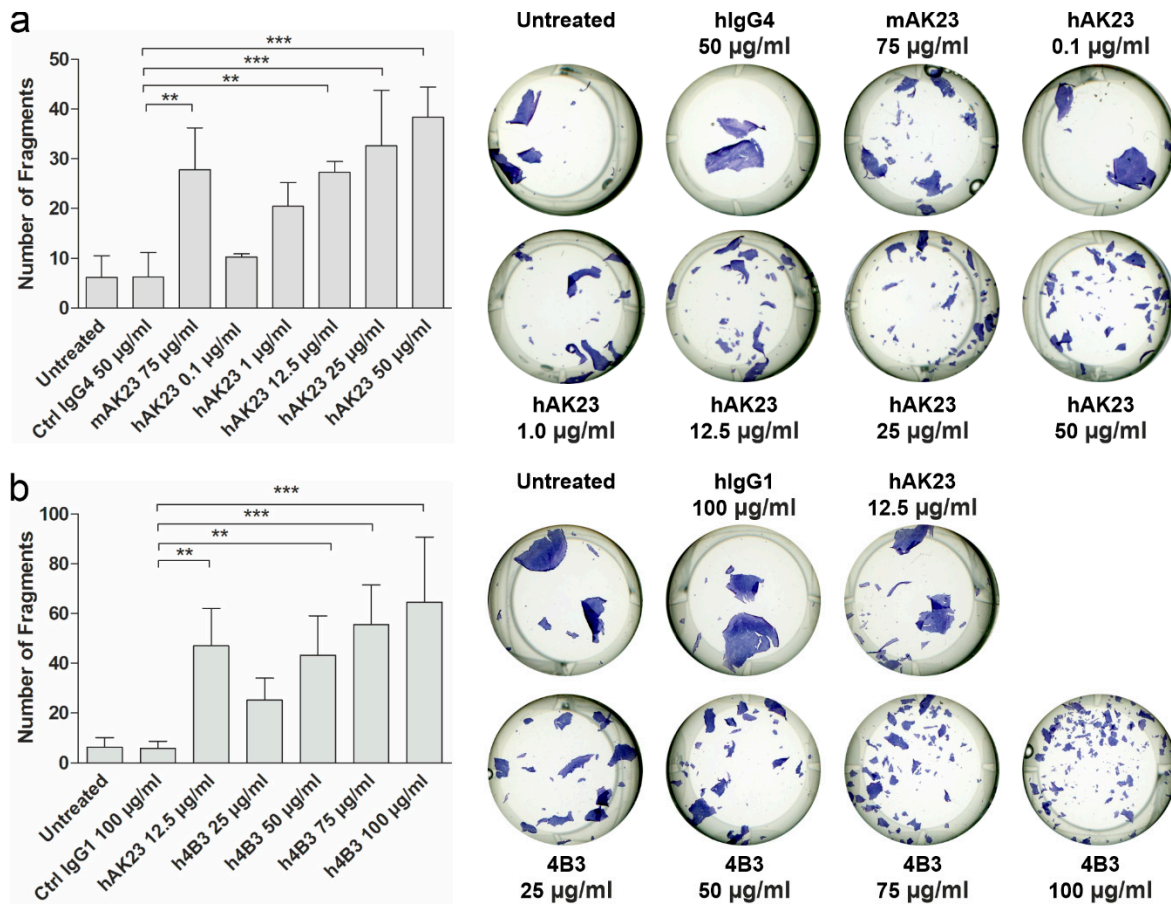 a
***
***
**
**
50
40
30
20
10
0
Number of Fragments
Untreated
Ctrl IgG4 50 µg/ml
mAK23 75 µg/ml
hAK23 0.1 µg/ml
hAK23 1 µg/ml
hAK23 12.5 µg/ml
hAK23 25 µg/ml
hAK23 50 µg/ml
Untreated
hIgG4
50 µg/ml
mAK23
75 µg/ml
hAK23
0.1 µg/ml
hAK23
1.0 µg/ml
hAK23
12.5 µg/ml
hAK23
25 µg/ml
hAK23
50 µg/ml
b
***
***
**
**
100
80
60
40
20
0
Number of Fragments
Untreated
Ctrl IgG1 100 µg/ml
hAK23 12.5 µg/ml
h4B3 25 µg/ml
h4B3 50 µg/ml
h4B3 75 µg/ml
h4B3 100 µg/ml
Untreated
hIgG1
100 µg/ml
hAK23
12.5 µg/ml
4B3
25 µg/ml
4B3
50 µg/ml
4B3
75 µg/ml
4B3
100 µg/ml